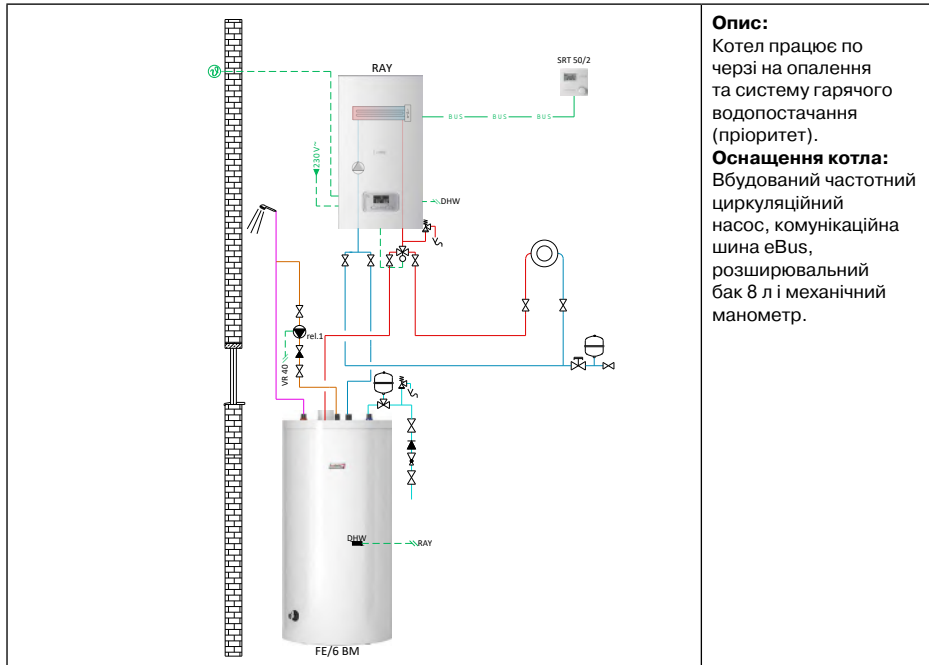 RAY
SRT 50/2
BUS BUS BUS
230 V~
DHW
rel.1
VR 40
DHW
RAY
FE/6 BM
Опис:
Котел працює по
черзі на опалення
та систему гарячого
водопостачання
(пріоритет).
Оснащення котла:
Вбудований частотний
циркуляційний
насос, комунікаційна
шина eBus,
розширювальний
бак 8 л і механічний
манометр.